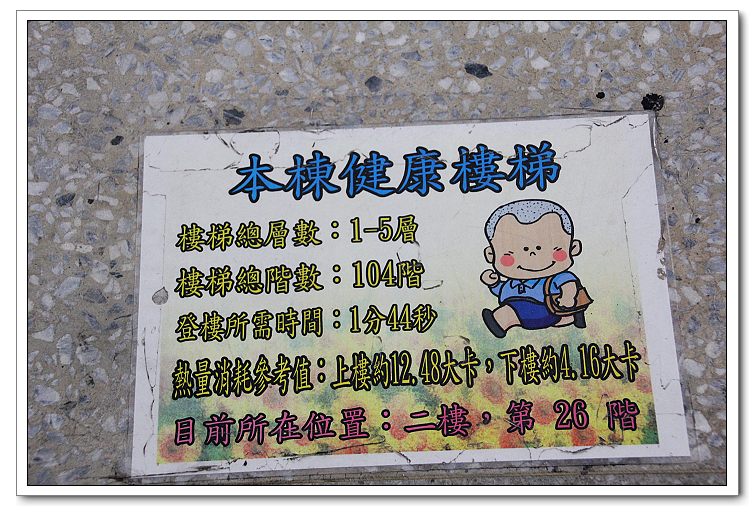 本棟健康樓梯
樓梯總層數：1-5層
樓梯總階數：104階
登樓所需時間：1分44秒
熱量消耗參考值：上樓約12.48大卡，下樓約4.16大卡
目前所在位置：二樓，第 26 階